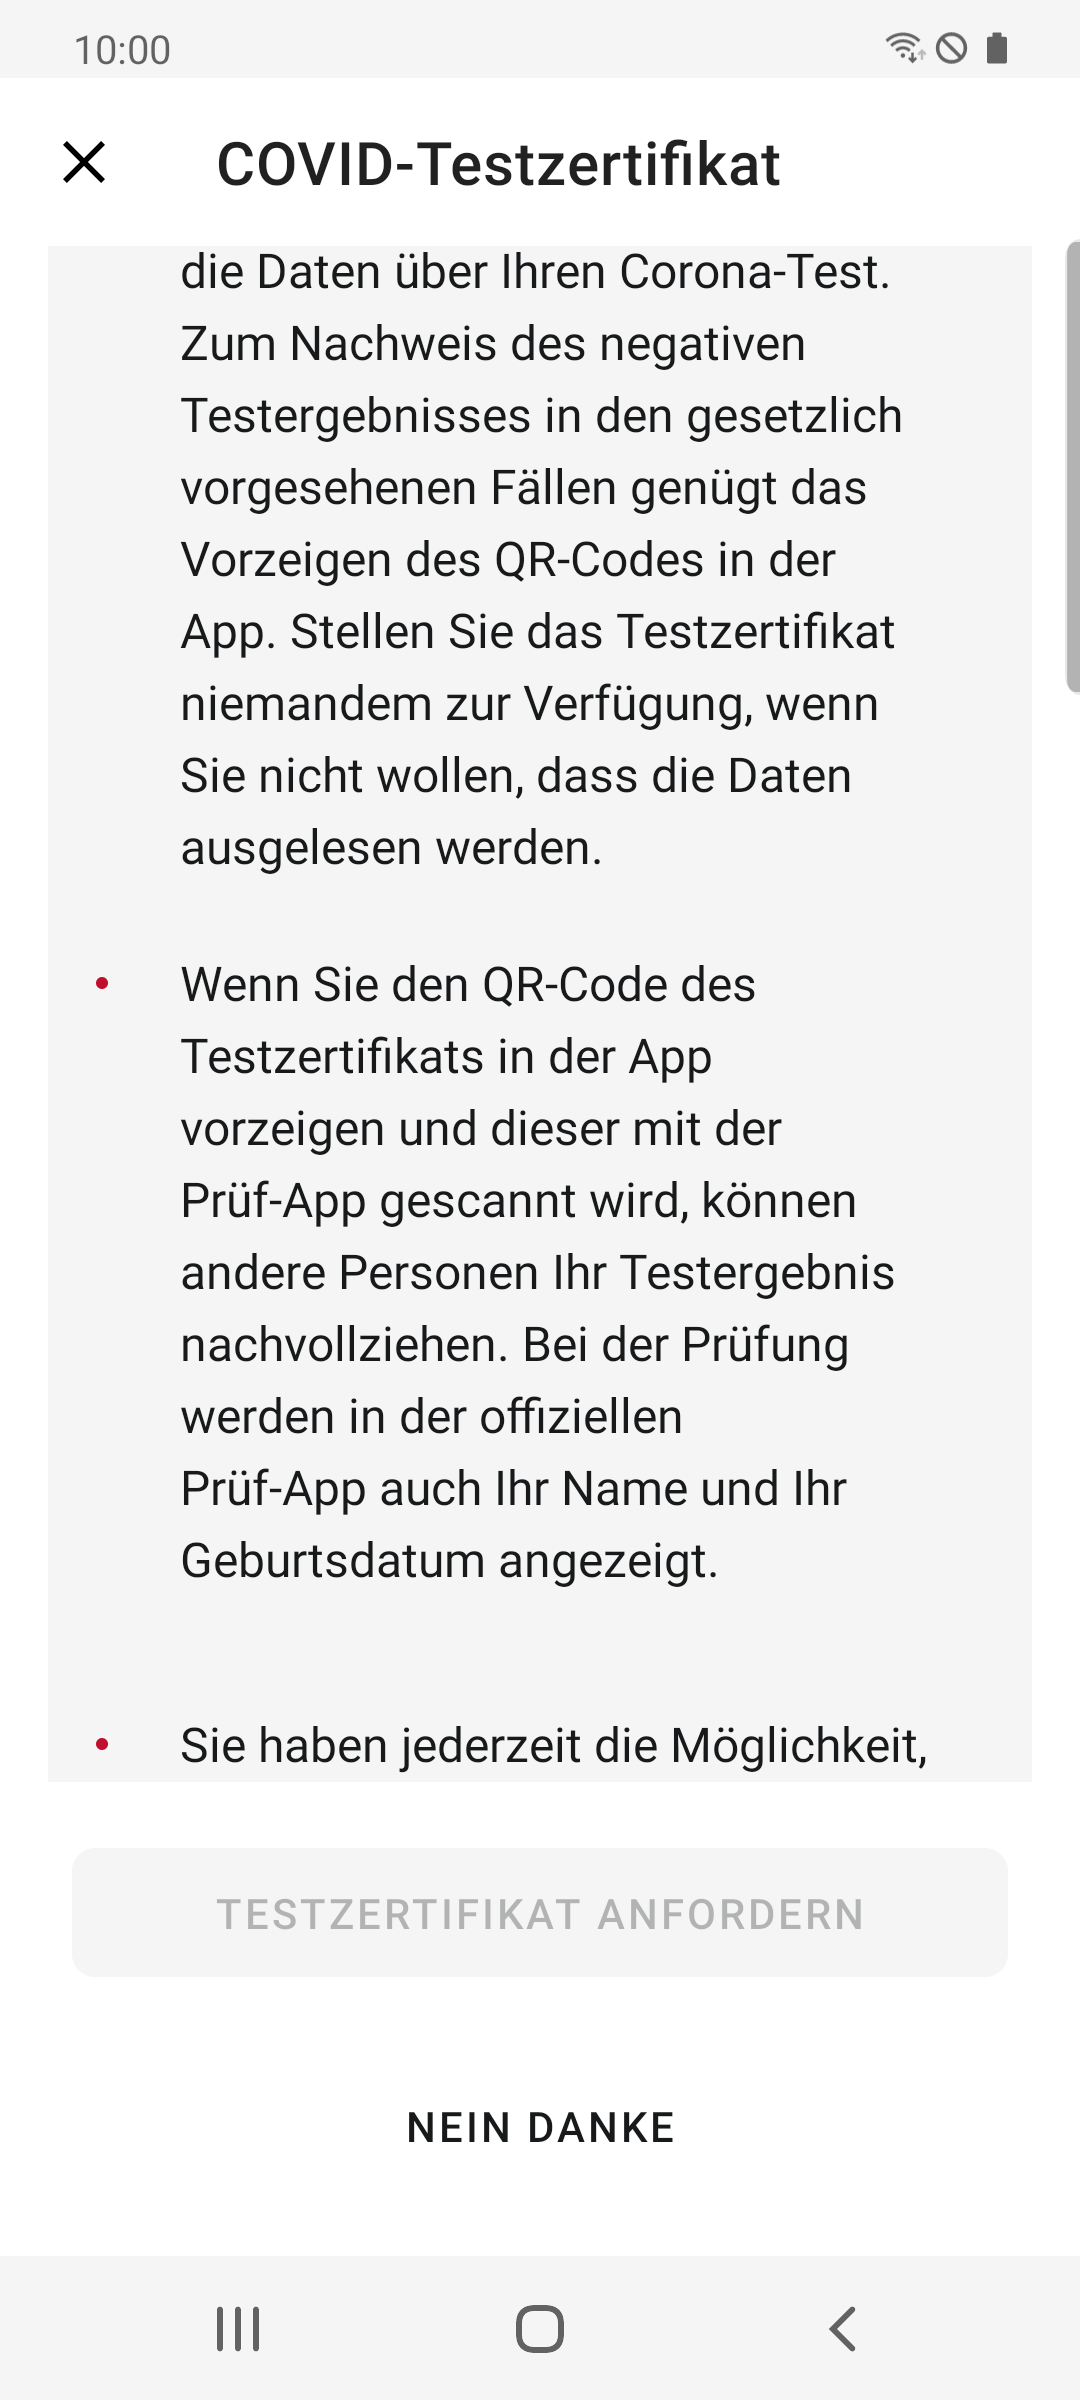 10:00
COVID-Testzertifikat
die Daten über Ihren Corona-Test.
Zum Nachweis des negativen
Testergebnisses in den gesetzlich
vorgesehenen Fällen genügt das
Vorzeigen des QR-Codes in der
App. Stellen Sie das Testzertifikat
niemandem zur Verfügung, wenn
Sie nicht wollen, dass die Daten
ausgelesen werden.
• Wenn Sie den QR-Code des
Testzertifikats in der App
vorzeigen und dieser mit der
Prüf-App gescannt wird, können
andere Personen Ihr Testergebnis
nachvollziehen. Bei der Prüfung
werden in der offiziellen
Prüf-App auch Ihr Name und Ihr
Geburtsdatum angezeigt.
• Sie haben jederzeit die Möglichkeit,
TESTZERTIFIKAT ANFORDERN
NEIN DANKE